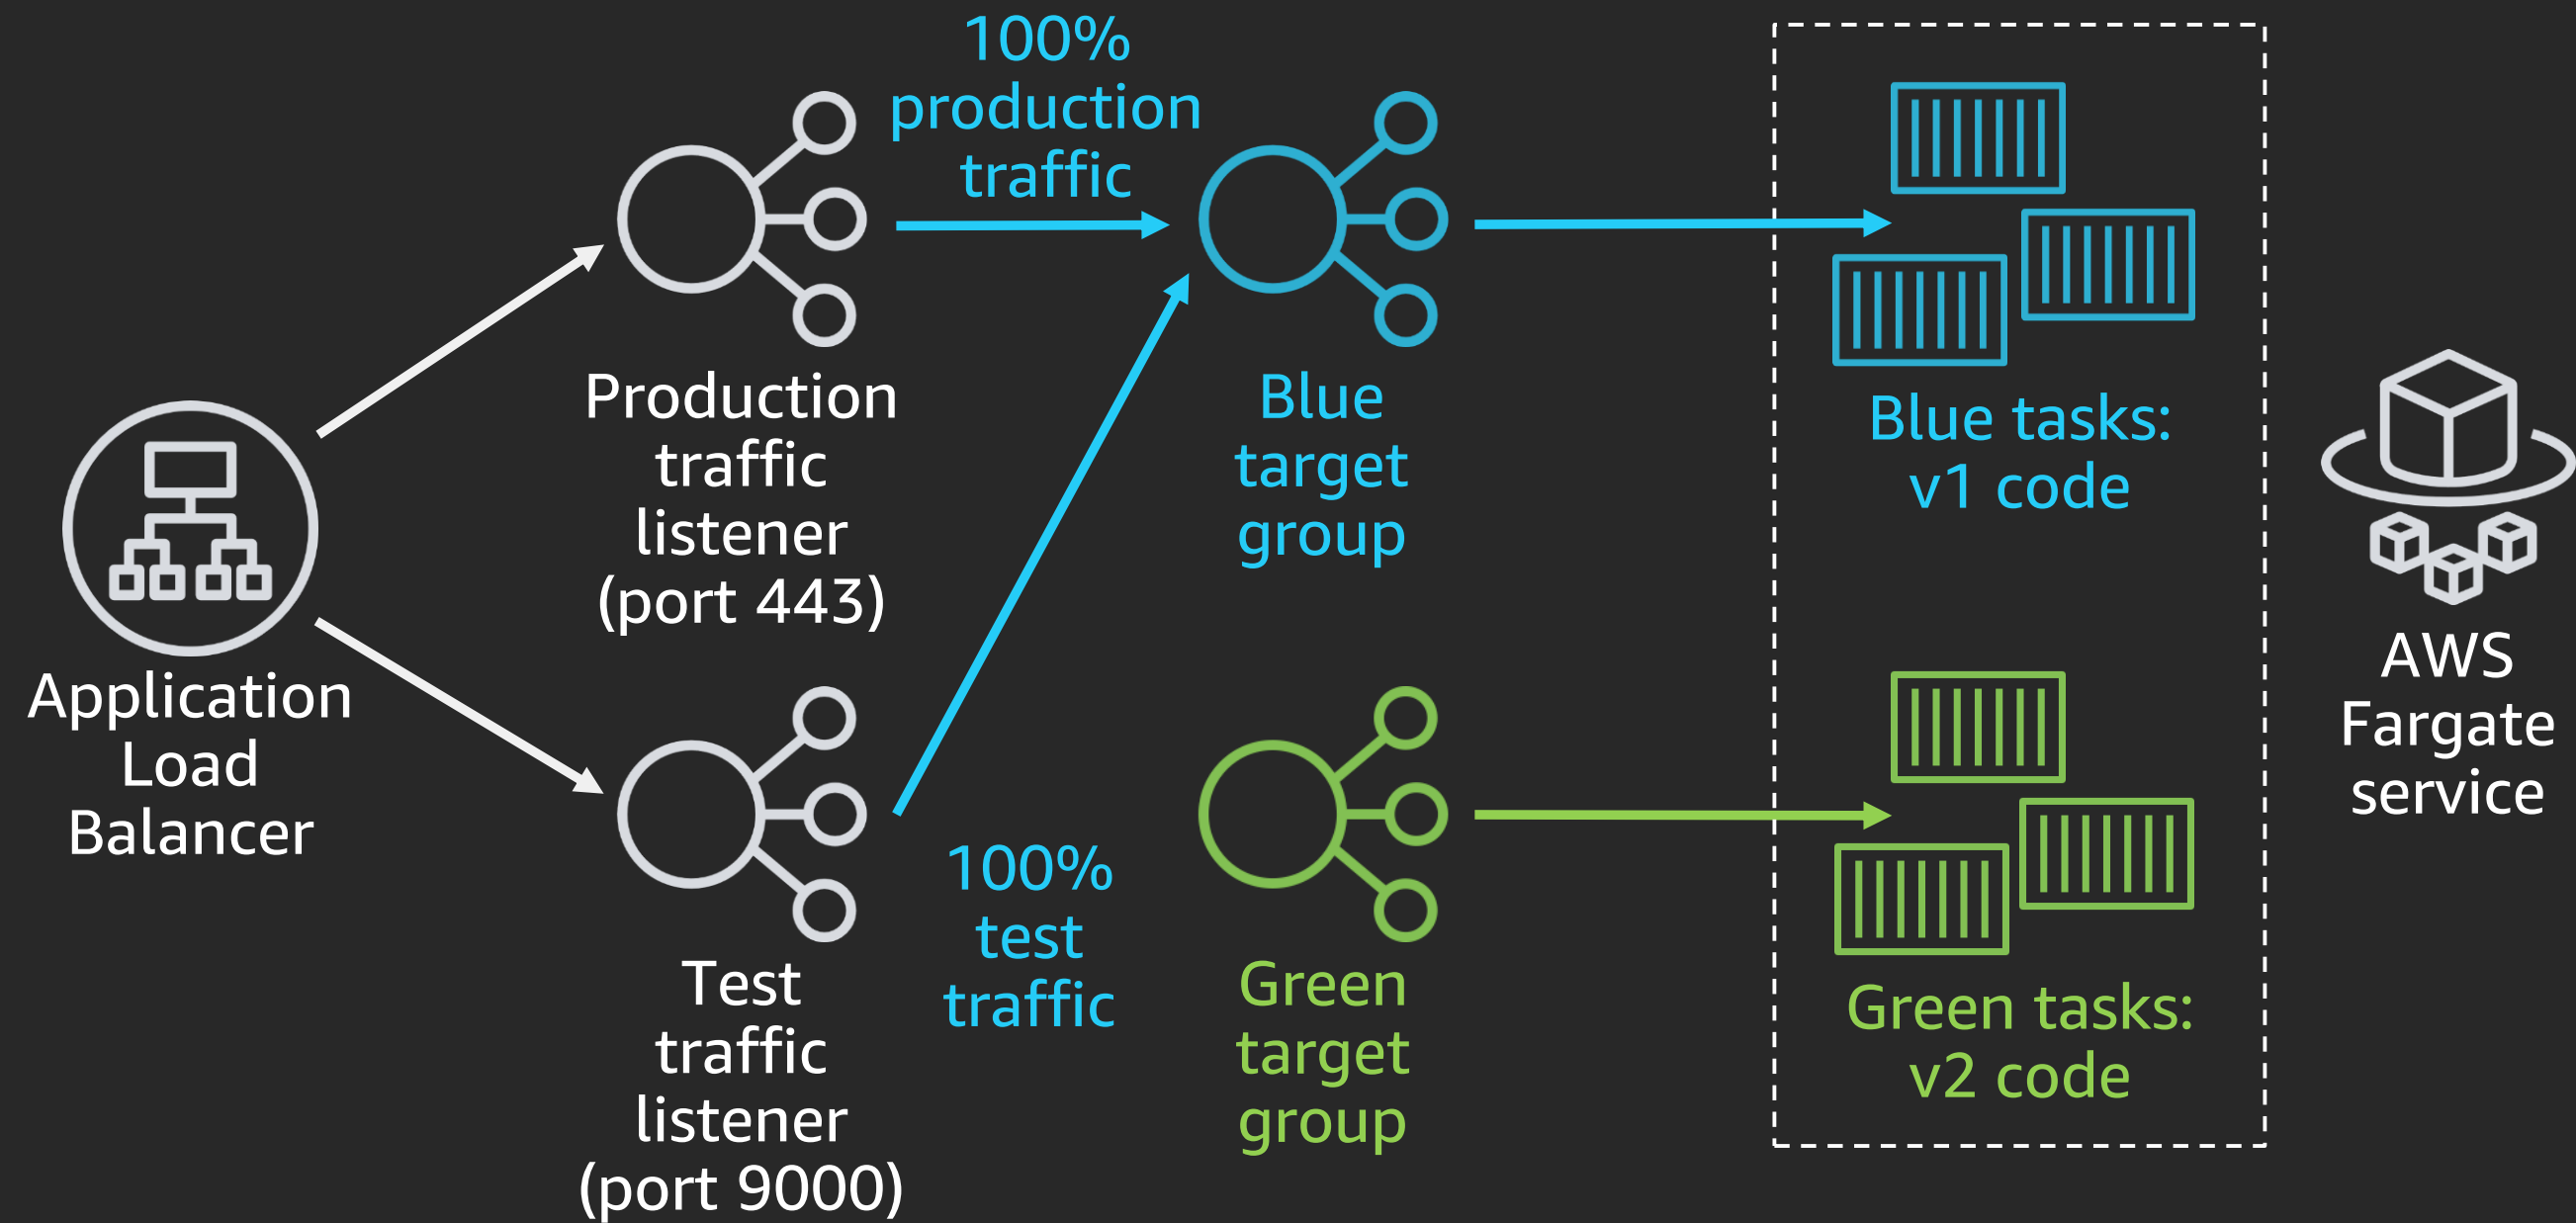 100%
production
traffic
Production
traffic
listener
(port 443)
Blue
target
group
Blue tasks:
v1 code
Application
Load
Balancer
AWS
Fargate
service
100%
test
traffic
Test
traffic
listener
(port 9000)
Green
target
group
Green tasks:
v2 code